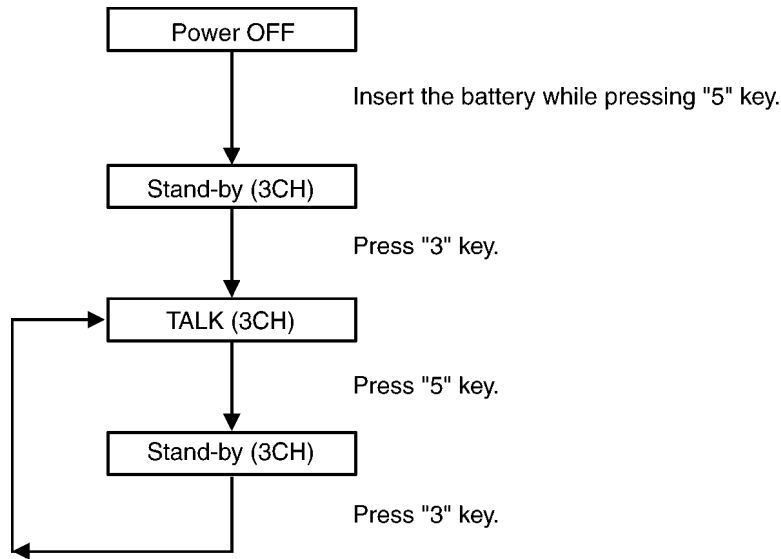 Power OFF
Insert the battery while pressing "5" key.
Stand-by (3CH)
Press "3" key.
TALK (3CH)
Press "5" key.
Stand-by (3CH)
Press "3" key.